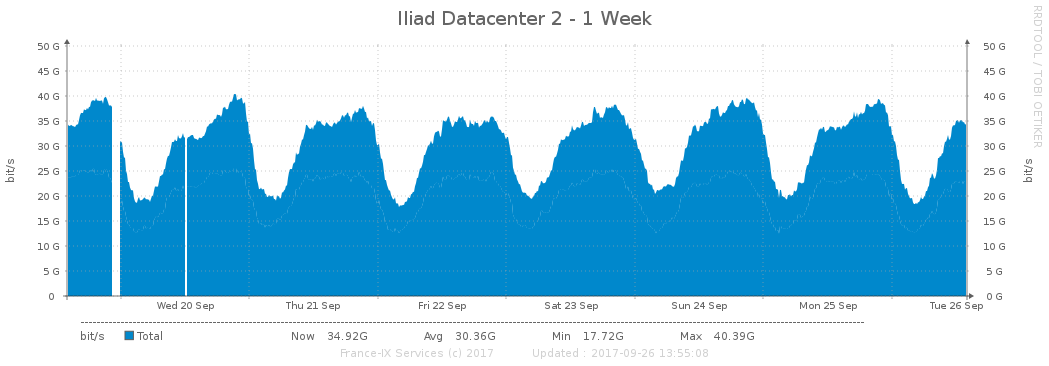 Iliad Datacenter 2 - 1 Week
RRDTOOL / TOBI OETIKER
50 G 50 G
45 G 45 G
40 G 40 G
35 G 35 G
30 G 30 G
25 G 25 G
20 G 20 G
15 G 15 G
10 G 10 G
5 G 5 G
0 0 G
bit/s
bit/s
Wed 20 Sep Thu 21 Sep Fri 22 Sep Sat 23 Sep Sun 24 Sep Mon 25 Sep Tue 26 Sep
bit/s Total Now 34.92G Avg 30.36G Min 17.72G Max 40.39G
France-IX Services (c) 2017 Updated : 2017-09-26 13:55:08